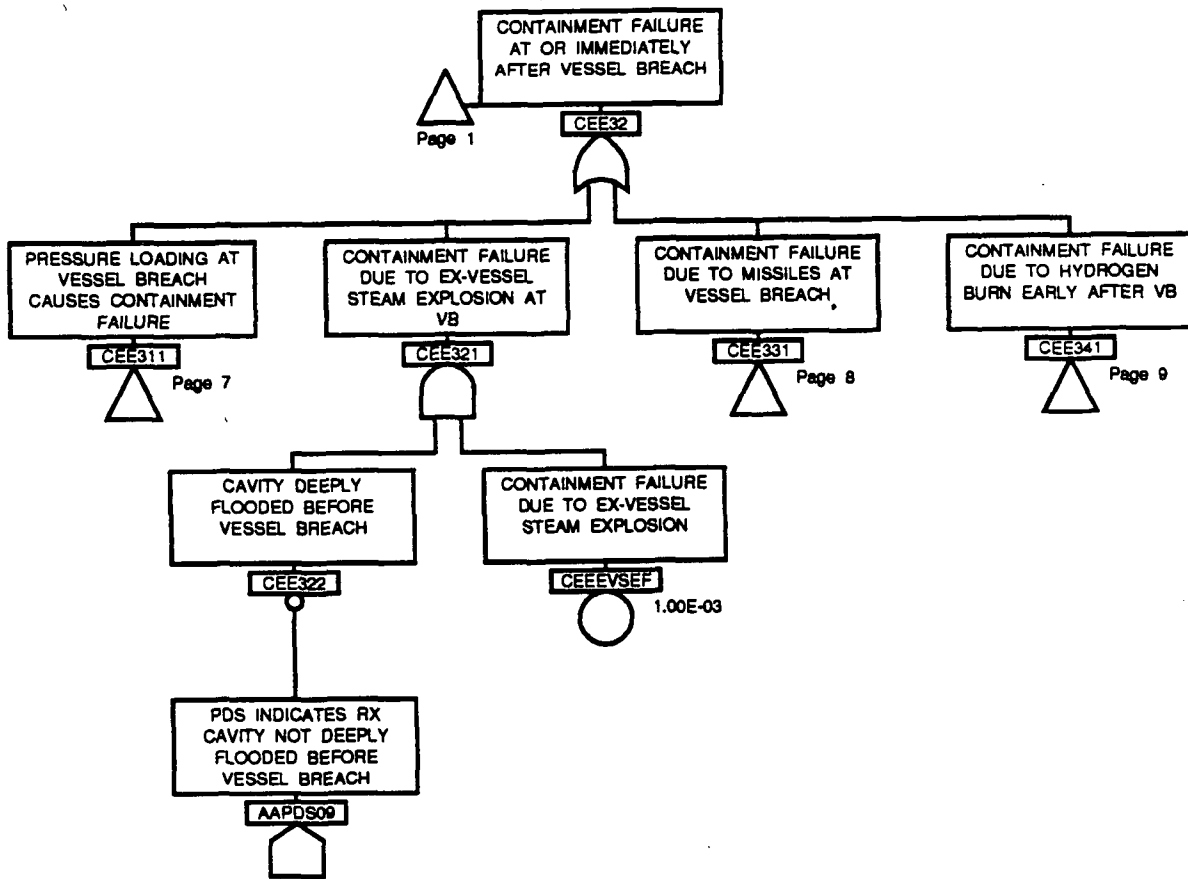 CONTAINMENT FAILURE
AT OR IMMEDIATELY
AFTER VESSEL BREACH
Page 1
CEE32
PRESSURE LOADING AT
VESSEL BREACH
CAUSES CONTAINMENT
FAILURE
CEE311
Page 7
CONTAINMENT FAILURE
DUE TO EX-VESSEL
STEAM EXPLOSION AT
VB
CEE321
CONTAINMENT FAILURE
DUE TO MISSILES AT
VESSEL BREACH
CEE331
Page 8
CONTAINMENT FAILURE
DUE TO HYDROGEN
BURN EARLY AFTER VB
CEE341
Page 9
CAVITY DEEPLY
FLOODED BEFORE
VESSEL BREACH
CEE322
CONTAINMENT FAILURE
DUE TO EX-VESSEL
STEAM EXPLOSION
CEEEVSEF
1.00E-03
PDS INDICATES RX
CAVITY NOT DEEPLY
FLOODED BEFORE
VESSEL BREACH
AAPDS09